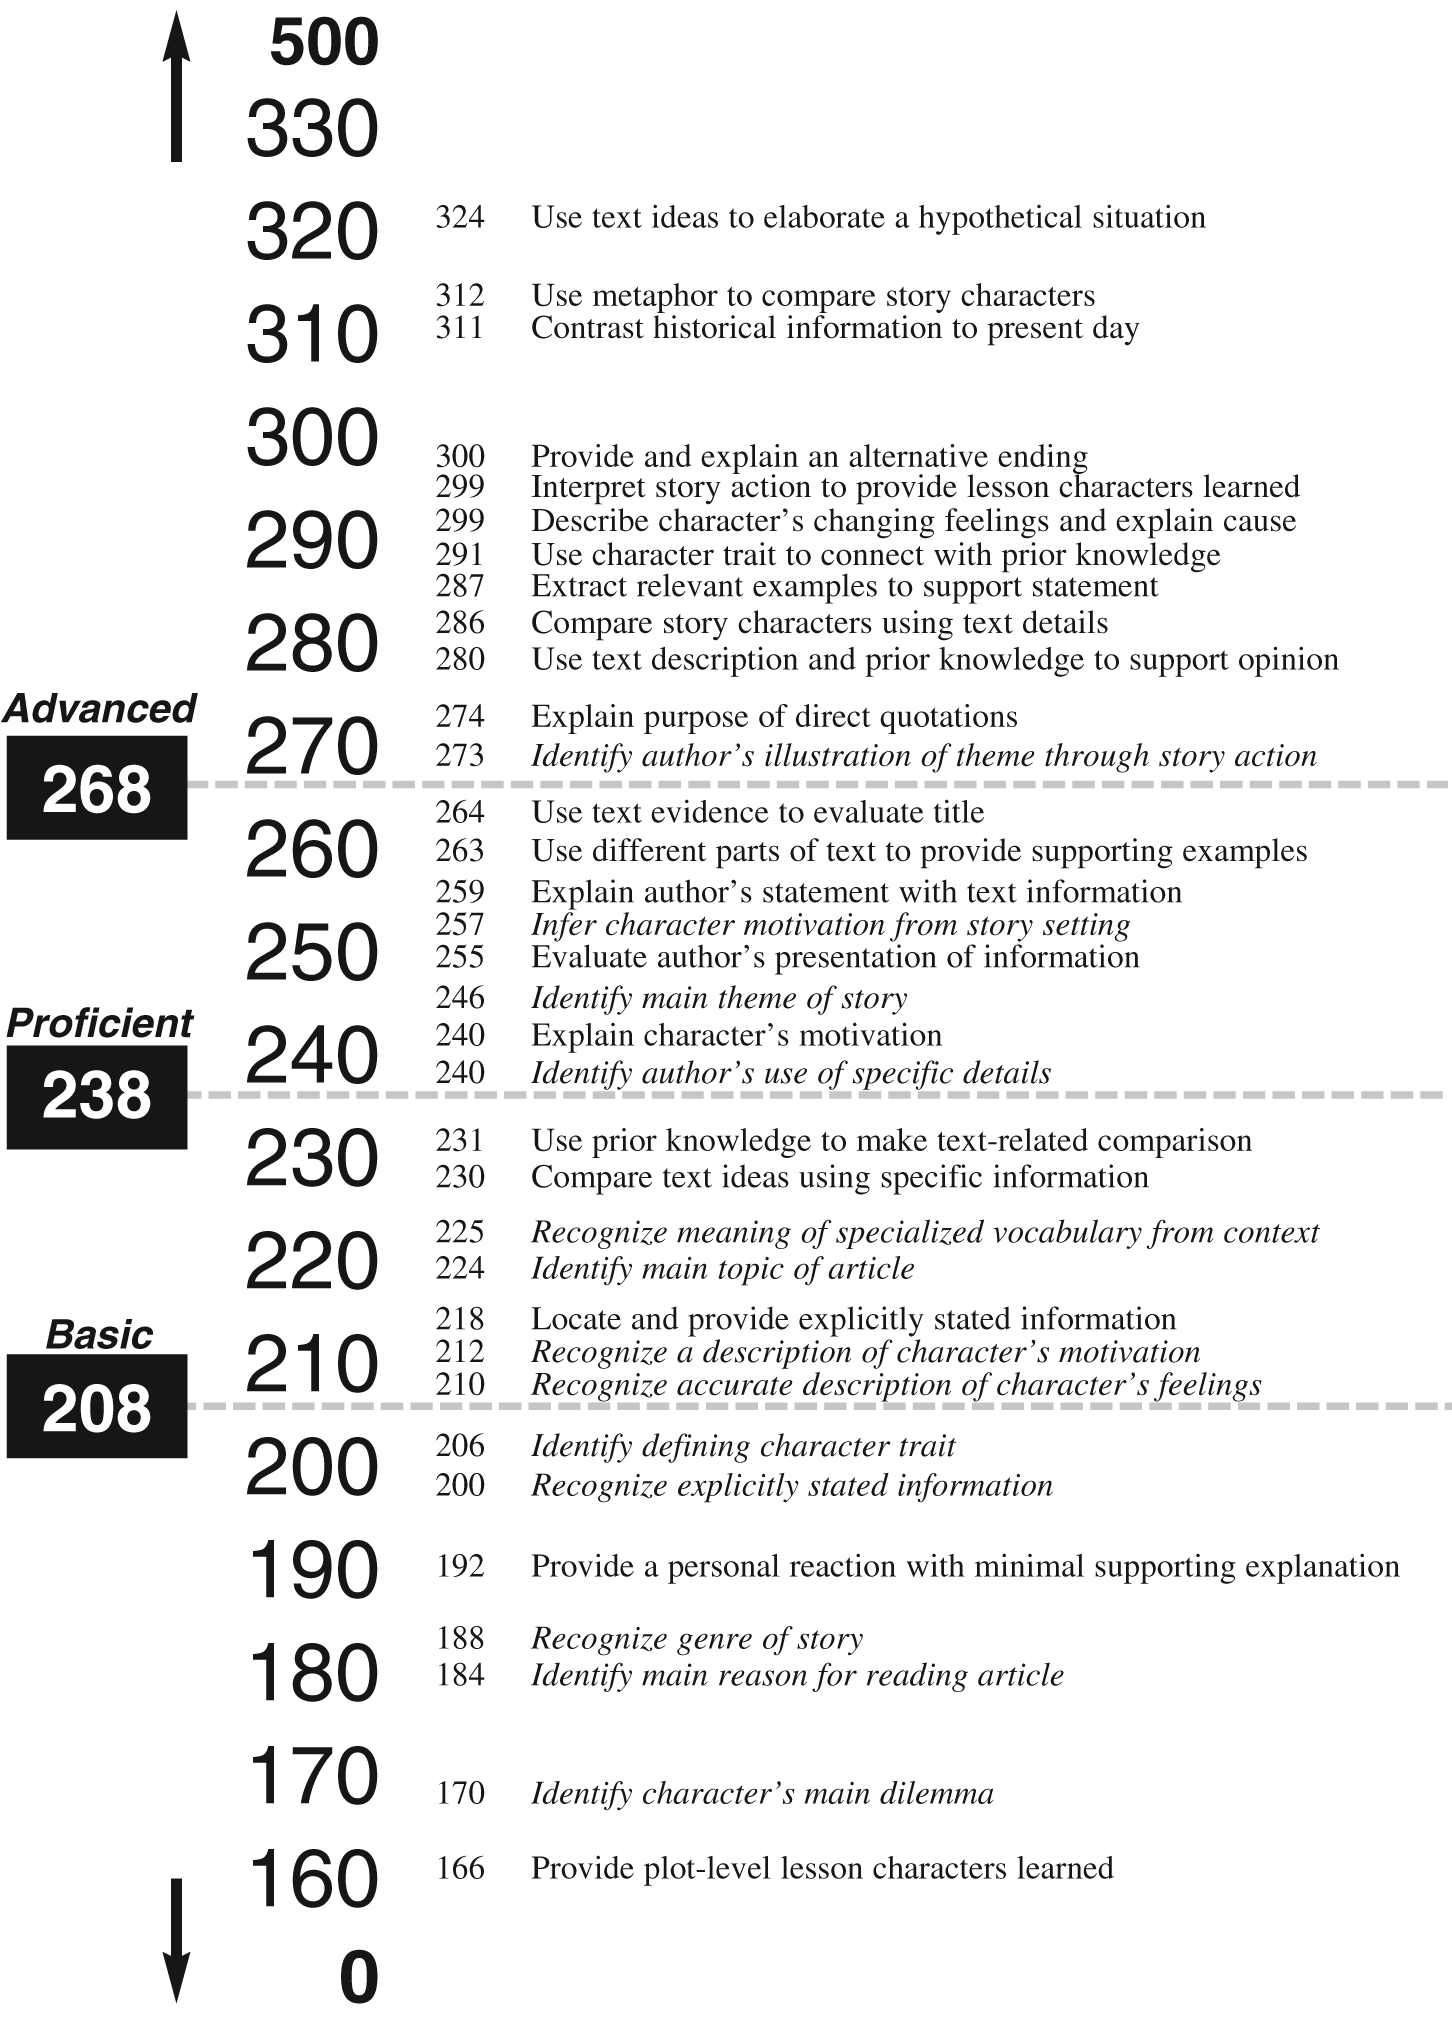 500
330
320
324 Use text ideas to elaborate a hypothetical situation
312 Use metaphor to compare story characters
310
311 Contrast historical information to present day
300
300 Provide and explain an alternative ending
299 Interpret story action to provide lesson characters learned
290
299 Describe character’s changing feelings and explain cause
291 Use character trait to connect with prior knowledge
287 Extract relevant examples to support statement
286 Compare story characters using text details
280
280 Use text description and prior knowledge to support opinion
Advanced
268
274 Explain purpose of direct quotations
270
273 Identify author’s illustration of theme through story action
264 Use text evidence to evaluate title
260
263 Use different parts of text to provide supporting examples
259 Explain author’s statement with text information
257 Infer character motivation from story setting
250
255 Evaluate author’s presentation of information
246 Identify main theme of story
Proficient
238
240 Explain character’s motivation
240
240 Identify author’s use of specific details
231 Use prior knowledge to make text-related comparison
230
230 Compare text ideas using specific information
225 Recognize meaning of specialized vocabulary from context
220
224 Identify main topic of article
218 Locate and provide explicitly stated information
Basic
208
212 Recognize a description of character’s motivation
210
210 Recognize accurate description of character’s feelings
206 Identify defining character trait
200
200 Recognize explicitly stated information
190
192 Provide a personal reaction with minimal supporting explanation
188 Recognize genre of story
180
184 Identify main reason for reading article
170
170 Identify character’s main dilemma
160
166 Provide plot-level lesson characters learned
0